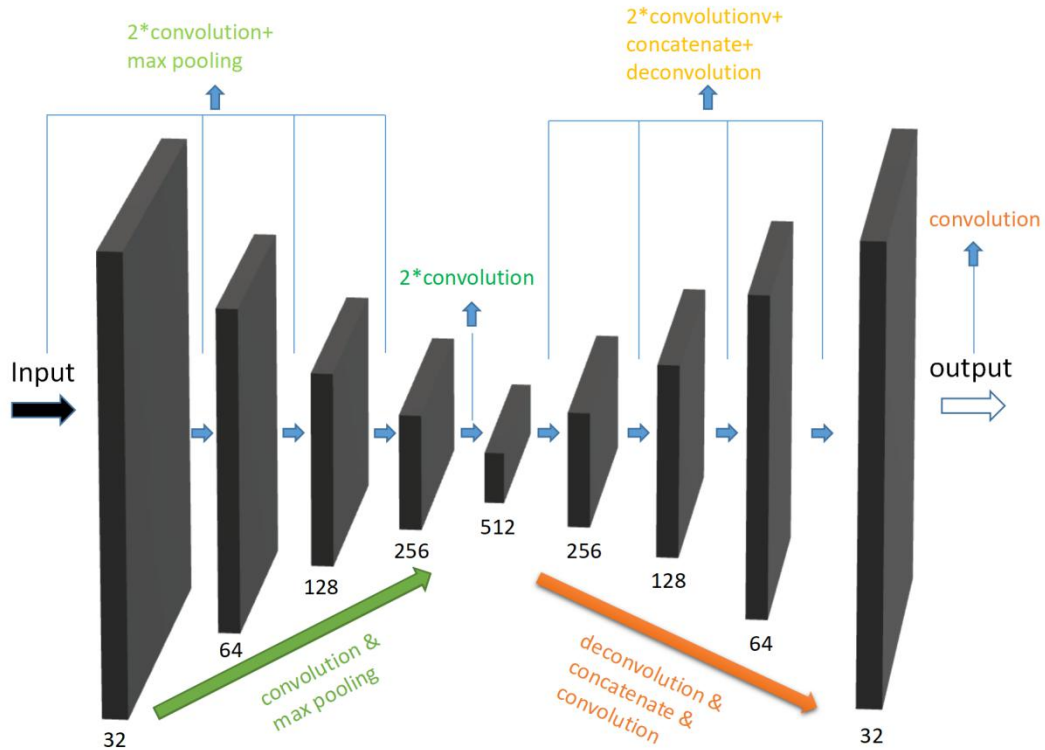 2*convolution+
max pooling
2*convolutionv+
concatenate+
deconvolution
convolution
2*convolution
Input
output
512
256
256
128
128
64
64
32
32
convolution &
max pooling
deconvolution &
concatenate &
convolution